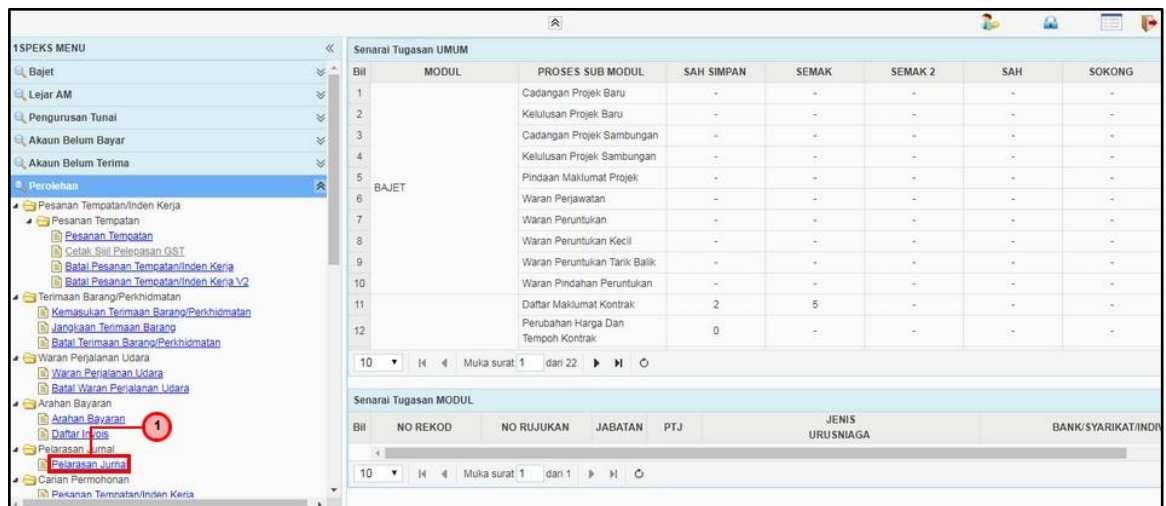 1SPEKS MENU
Bajet
Lejar AM
Pengurusan Tunai
Akaun Belum Bayar
Akaun Belum Terima
Perolehan
Pesanan Tempatan/Inden Kerja
Pesanan Tempatan
Pesanan Tempatan
Cetak Sijil Pelepasan GST
Batal Pesanan Tempatan/Inden Kerja
Batal Pesanan Tempatan/Inden Kerja V2
Terimaan Barang/Perkhidmatan
Kemasukan Terimaan Barang/Perkhidmatan
Jangkaan Terimaan Barang
Batal Terimaan Barang/Perkhidmatan
Waran Perjalanan Udara
Waran Perjalanan Udara
Batal Waran Perjalanan Udara
Arahan Bayaran
Arahan Bayaran
Daftar Invois
1
Pelarasan Jurnal
Pelarasan Jurnal
Carian Permohonan
Pesanan Tempatan/Inden Kerja
Senarai Tugasan UMUM
Bil MODUL PROSES SUB MODUL SAH SIMPAN SEMAK SEMAK 2 SAH SOKONG
1 Cadangan Projek Baru - - - - -
2 Kelulusan Projek Baru - - - - -
3 Cadangan Projek Sambungan - - - - -
4 Kelulusan Projek Sambungan - - - - -
5 Pindaan Maklumat Projek - - - - -
BAJET
6 Waran Perjawatan - - - - -
7 Waran Peruntukan - - - - -
8 Waran Peruntukan Kecil - - - - -
9 Waran Peruntukan Tarik Balik - - - - -
10 Waran Pindahan Peruntukan - - - - -
11 Daftar Maklumat Kontrak 2 5 - - -
12 Perubahan Harga Dan Tempoh Kontrak 0 - - - -
10 Muka surat 1 dari 22
Senarai Tugasan MODUL
Bil NO REKOD NO RUJUKAN JABATAN PTJ JENIS URUSNIAGA BANK/SYARIKAT/INDIV
10 Muka surat 1 dari 1